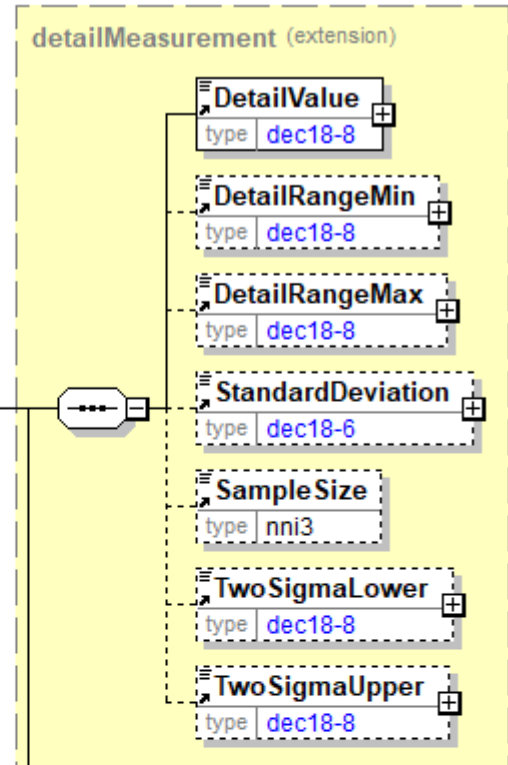 detailMeasurement (extension)
DetailValue
type dec18-8
DetailRangeMin
type dec18-8
DetailRangeMax
type dec18-8
StandardDeviation
type dec18-6
SampleSize
type nni3
TwoSigmaLower
type dec18-8
TwoSigmaUpper
type dec18-8